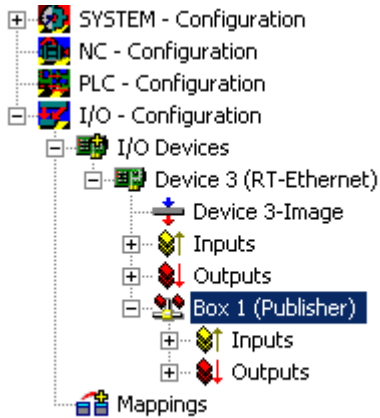 SYSTEM - Configuration
NC - Configuration
PLC - Configuration
I/O - Configuration
I/O Devices
Device 3 (RT-Ethernet)
Device 3-Image
Inputs
Outputs
Box 1 (Publisher)
Inputs
Outputs
Mappings